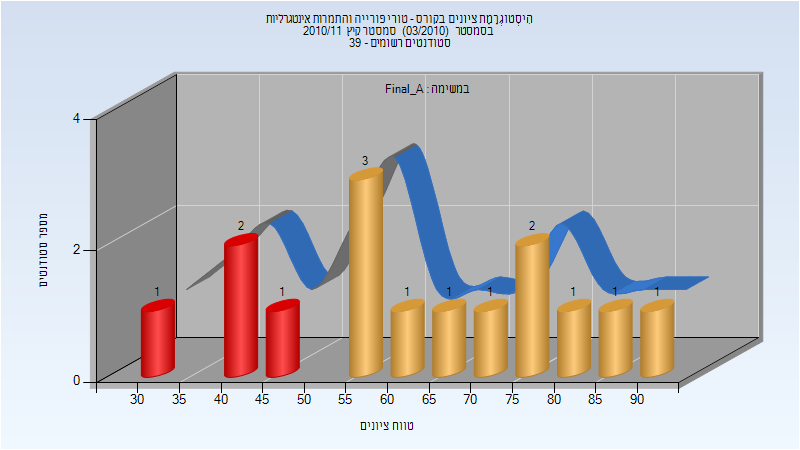 היסטוגרמת ציונים בקורס - טורי פורייה והתמרות אינטגרליות
בסמסטר (03/2010) סמסטר קיץ 2010/11
סטודנטים רשומים - 39
במשימה : Final_A
מספר סטודנטים
4
2
0
1
2
1
3
1
1
1
2
1
1
1
30 35 40 45 50 55 60 65 70 75 80 85 90
טווח ציונים